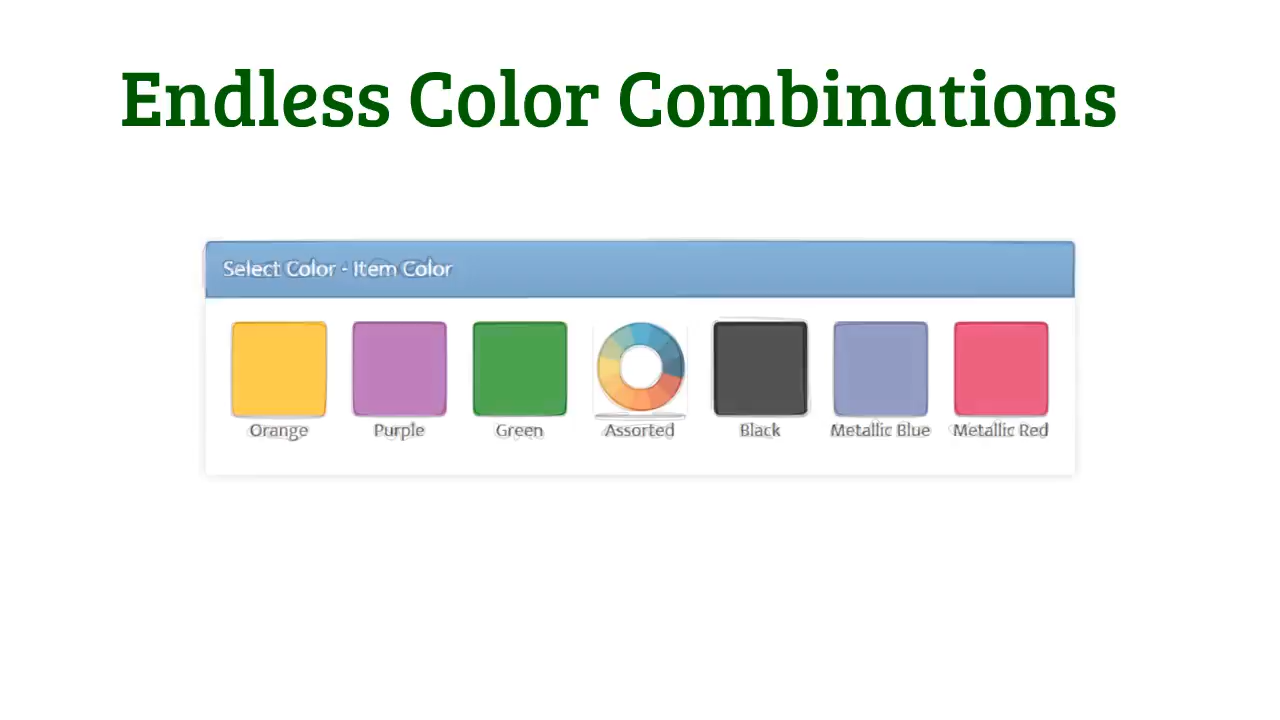 Endless Color Combinations
Select Color - Item Color
Orange
Purple
Green
Assorted
Black
Metallic Blue
Metallic Red